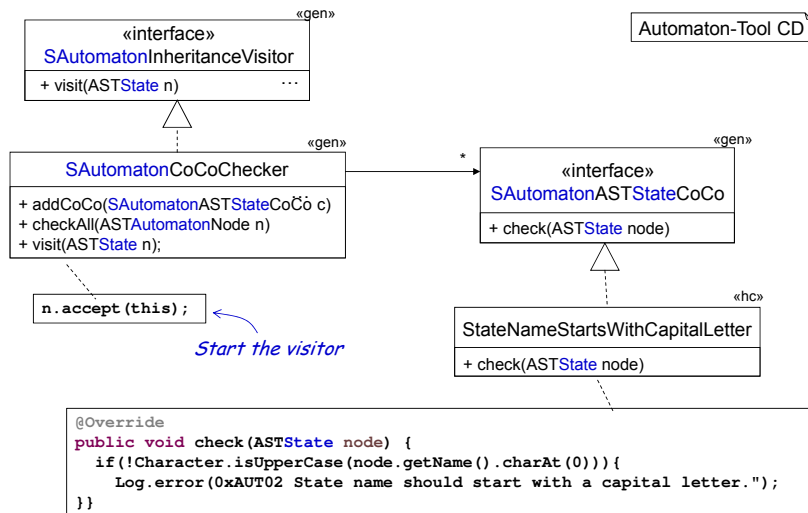 «gen»
«interface»
SAutomatonInheritanceVisitor
+ visit(ASTState n) ...
Automaton-Tool CD
«gen»
SAutomatonCoCoChecker
+ addCoCo(SAutomatonASTStateCoCo c)
...
+ checkAll(ASTAutomatonNode n)
+ visit(ASTState n);
*
«gen»
«interface»
SAutomatonASTStateCoCo
+ check(ASTState node)
n.accept(this);
Start the visitor
«hc»
StateNameStartsWithCapitalLetter
+ check(ASTState node)
@Override
public void check(ASTState node) {
if(!Character.isUpperCase(node.getName().charAt(0))){
Log.error(0xAUT02 State name should start with a capital letter.");
}}